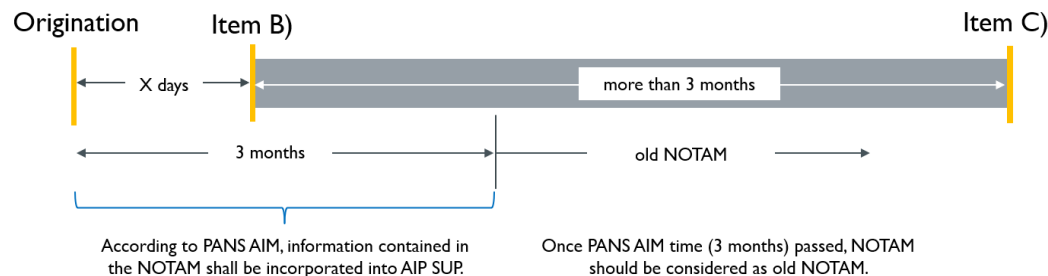 Origination
Item B)
Item C)
X days
more than 3 months
3 months
old NOTAM
According to PANS AIM, information contained in
the NOTAM shall be incorporated into AIP SUP.
Once PANS AIM time (3 months) passed, NOTAM
should be considered as old NOTAM.